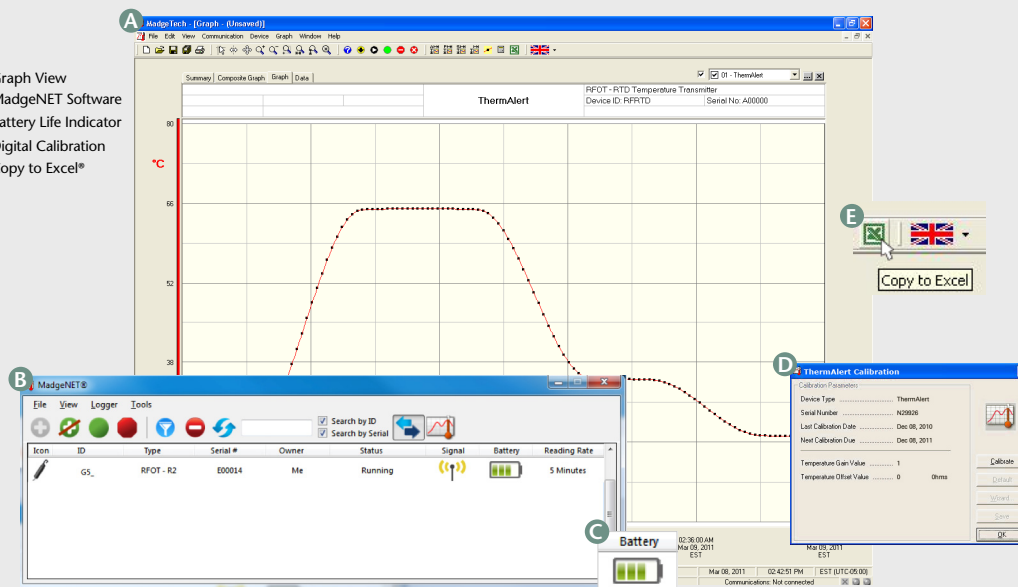 A
MadgeTech - [Graph - (Unsaved)]
File Edit View Communication Device Graph Window Help
Graph View
MadgeNET Software
Battery Life Indicator
Digital Calibration
Copy to Excel®
Summary Composite Graph Graph Data
01 - ThermAlert
ThermAlert
RFOT - RTD Temperature Transmitter
Device ID: RFRTD Serial No: A00000
80
°C
66
52
38
E
Copy to Excel
B
MadgeNET®
File View Logger Tools
Search by ID
Search by Serial
Icon ID Type Serial # Owner Status Signal Battery Reading Rate
G5_ RFOT - R2 E00014 Me Running 5 Minutes
C
Battery
02:36:00 AM
Mar 09, 2011
EST
Mar 09, 2011
EST
Mar 08, 2011 02:42:51 PM EST (UTC-05:00)
Communications: Not connected
D
ThermAlert Calibration
Calibration Parameters
Device Type ThermAlert
Serial Number N29926
Last Calibration Date Dec 08, 2010
Next Calibration Due Dec 08, 2011
Temperature Gain Value 1
Temperature Offset Value 0 Ohms
Calibrate
Default
Wizard
Save
OK